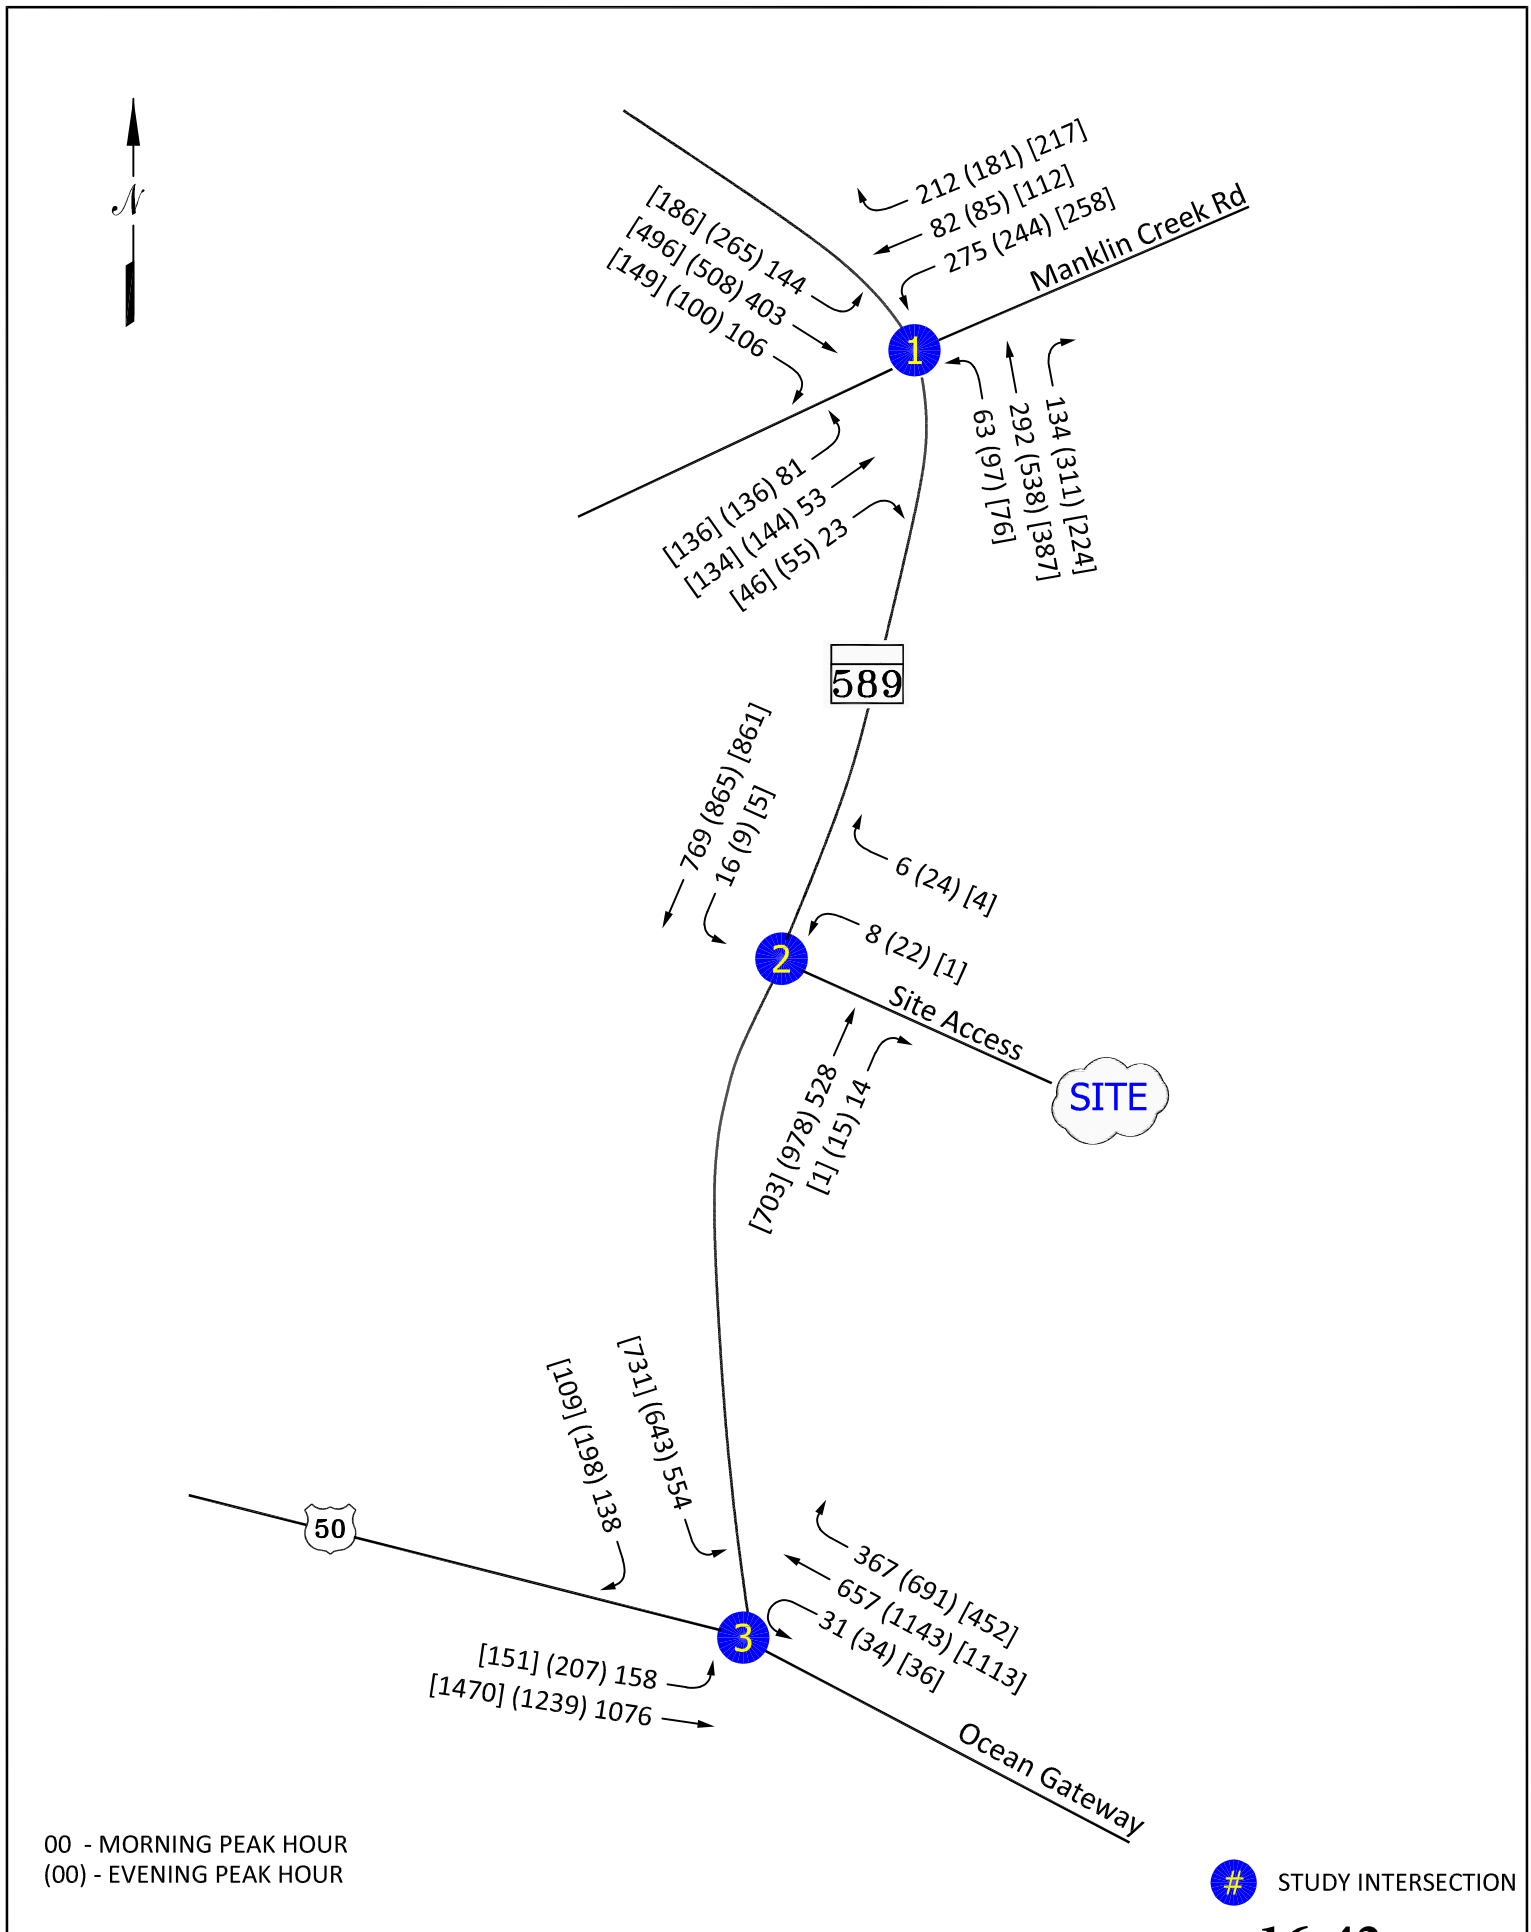 N
212 (181) [217]
82 (85) [112]
275 (244) [258]
Manklin Creek Rd
[186] (265) 144
[496] (508) 403
[149] (100) 106
1
63 (97) [76]
292 (538) [387]
134 (311) [224]
[136] (136) 81
[134] (144) 53
[46] (55) 23
589
769 (865) [861]
16 (9) [5]
6 (24) [4]
8 (22) [1]
2
Site Access
SITE
[703] (978) 528
[1] (15) 14
[109] (198) 138
[731] (643) 554
50
367 (691) [452]
657 (1143) [1113]
31 (34) [36]
3
[151] (207) 158
[1470] (1239) 1076
Ocean Gateway
00 - MORNING PEAK HOUR
(00) - EVENING PEAK HOUR
# STUDY INTERSECTION